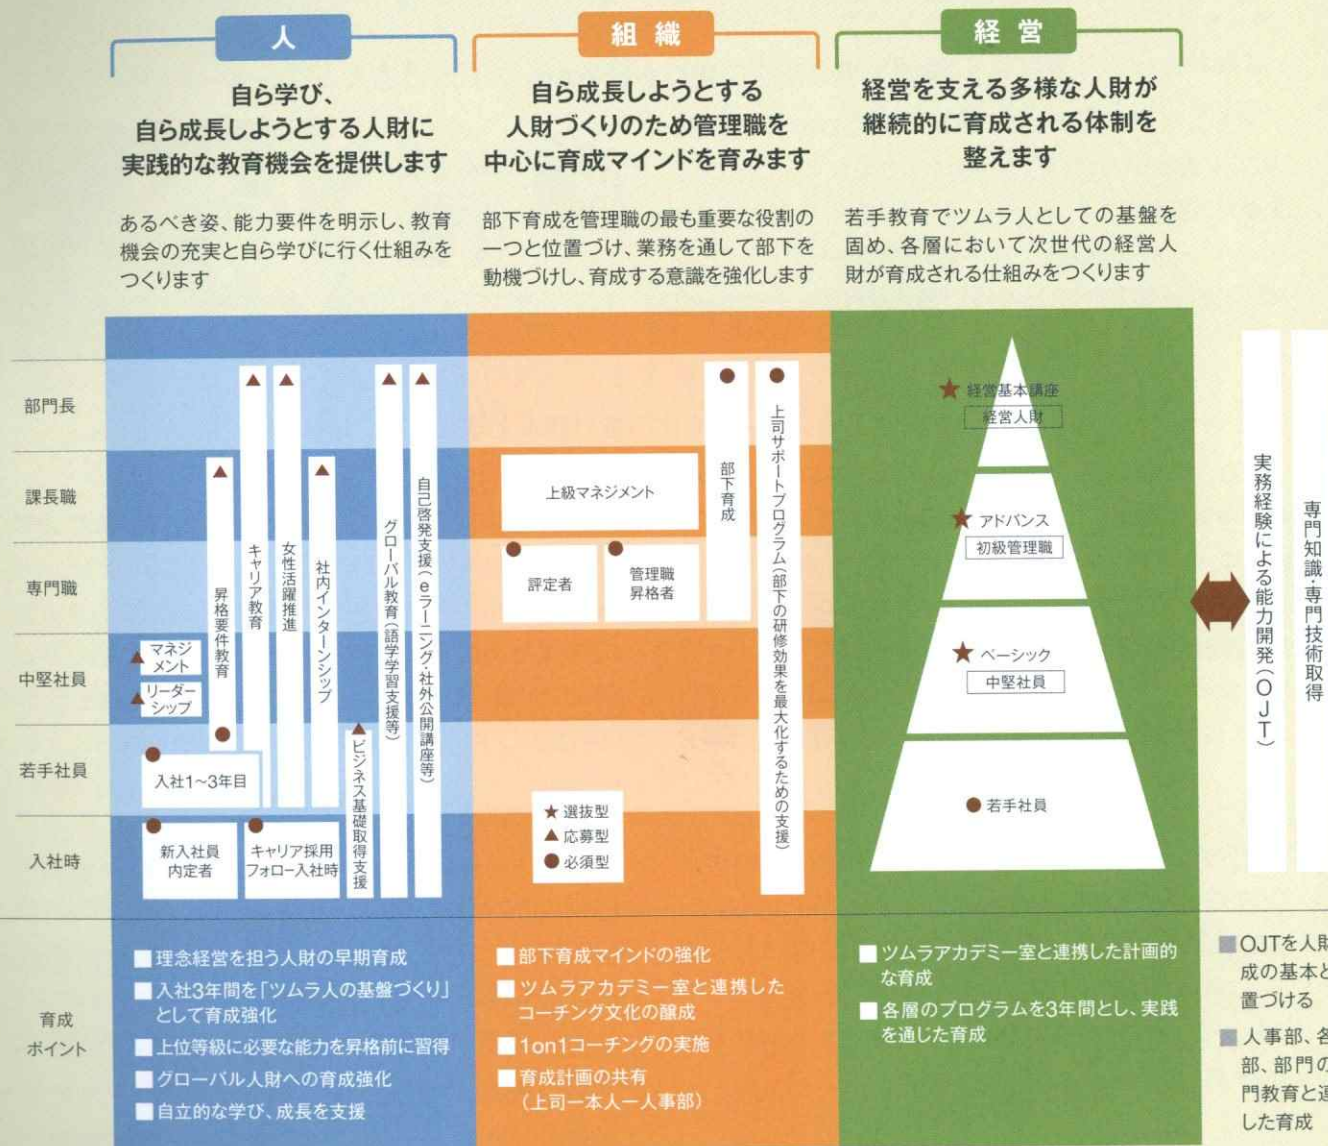 人
自ら学び、
自ら成長しようとする人財に
実践的な教育機会を提供します
あるべき姿、能力要件を明示し、教育
機会の充実と自ら学びに行く仕組みを
つくります
組織
自ら成長しようとする
人財づくりのため管理職を
中心に育成マインドを育みます
部下育成を管理職の最も重要な役割の
一つと位置づけ、業務を通して部下を
動機づけし、育成する意識を強化します
経営
経営を支える多様な人財が
継続的に育成される体制を
整えます
若手教育でツムラ人としての基盤を
固め、各層において次世代の経営人
財が育成される仕組みをつくります
部門長
課長職
専門職
中堅社員
若手社員
入社時
▲マネジ
メント
▲リーダー
シップ
昇格要件教育
キャリア教育
女性活躍推進
社内インターンシップ
ビジネス基礎取得支援
グローバル教育(語学学習支援等)
自己啓発支援(eラーニング・社外公開講座等)
入社1〜3年目
新入社員
内定者
キャリア採用
フォロー入社時
上級マネジメント
評定者
管理職
昇格者
部下育成
上司サポートプログラム(部下の研修効果を最大化するための支援)
★選抜型
▲応募型
●必須型
★経営基本講座
経営人財
★アドバンス
初級管理職
★ベーシック
中堅社員
●若手社員
実務経験による能力開発(OJT)
専門知識・専門技術取得
育成
ポイント
■理念経営を担う人財の早期育成
■入社3年間を「ツムラ人の基盤づくり」
として育成強化
■上位等級に必要な能力を昇格前に習得
■グローバル人財への育成強化
■自立的な学び、成長を支援
■部下育成マインドの強化
■ツムラアカデミー室と連携した
コーチング文化の醸成
■1on1コーチングの実施
■育成計画の共有
(上司ー本人ー人事部)
■ツムラアカデミー室と連携した計画的
な育成
■各層のプログラムを3年間とし、実践
を通じた育成
■OJTを人財
成の基本と
置づける
■人事部、各
部、部門の
門教育と連
した育成